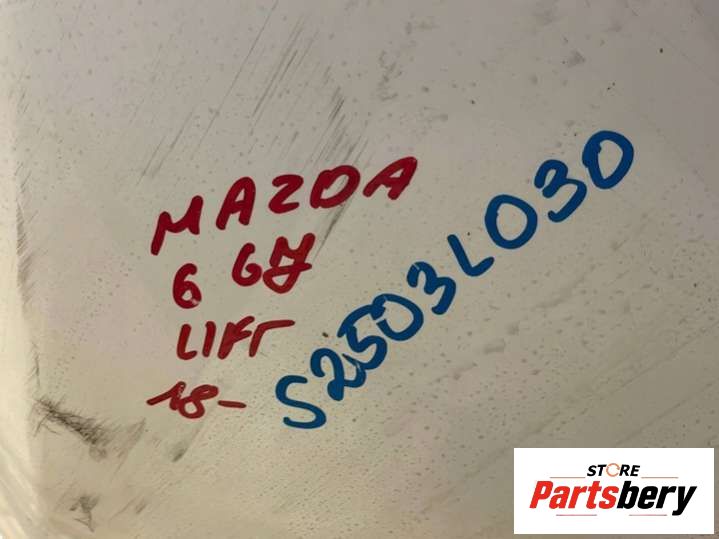 MAZDA
6 GJ
LIFT
18-
S2503L030
STORE
Partsbery